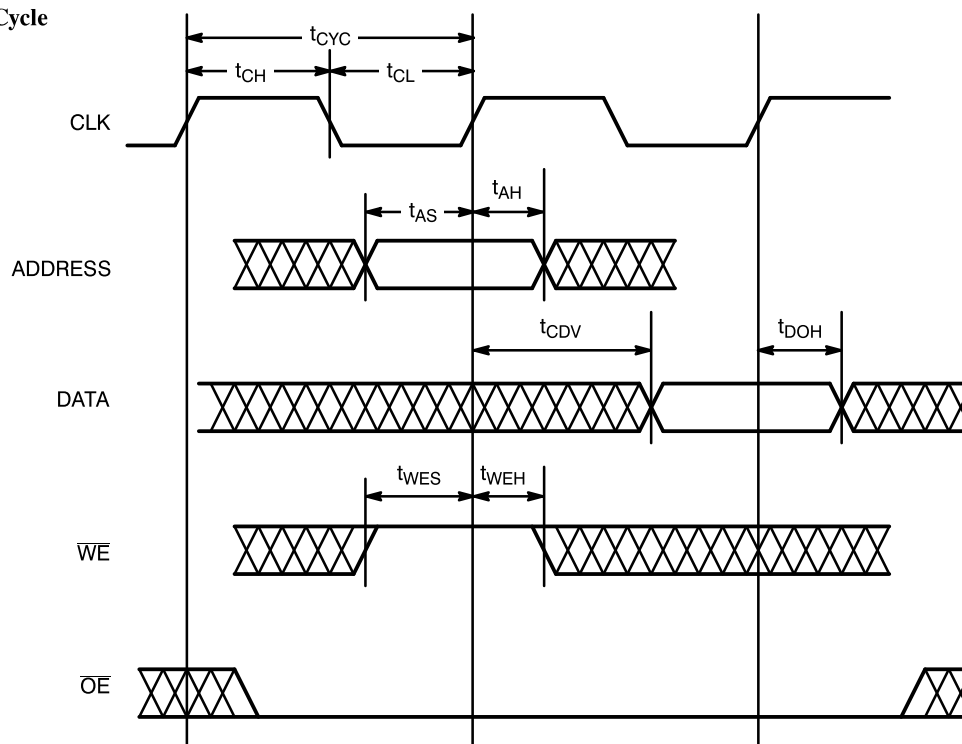 Cycle
tCYC
tCH
tCL
CLK
tAH
tAS
ADDRESS
tCDV
tDOH
DATA
tWES
tWEH
WE
OE